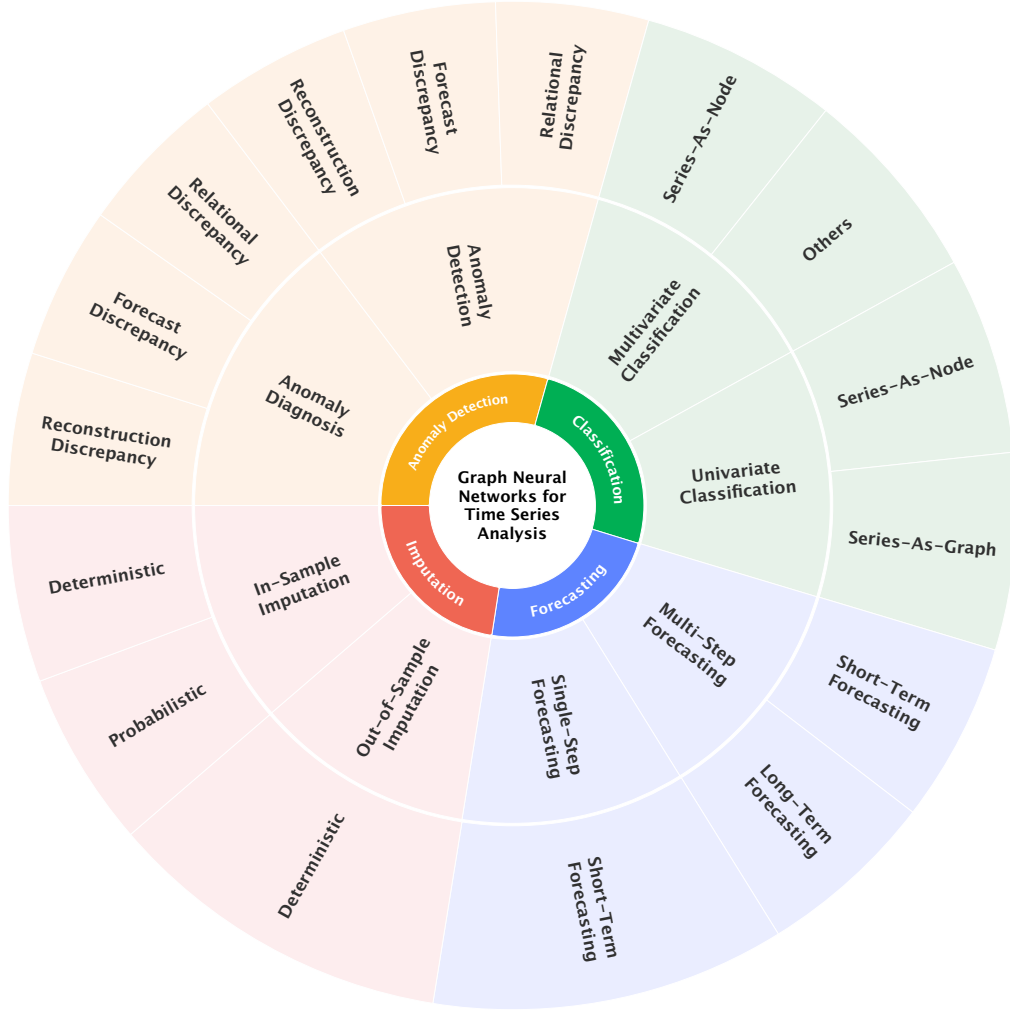 Graph Neural
Networks for
Time Series
Analysis
Anomaly Detection
Classification
Forecasting
Imputation
Anomaly
Detection
Relational
Discrepancy
Forecast
Discrepancy
Reconstruction
Discrepancy
Anomaly
Diagnosis
Relational
Discrepancy
Forecast
Discrepancy
Reconstruction
Discrepancy
Multivariate
Classification
Series-As-Node
Others
Univariate
Classification
Series-As-Node
Series-As-Graph
Multi-Step
Forecasting
Short-Term
Forecasting
Long-Term
Forecasting
Single-Step
Forecasting
Short-Term
Forecasting
Out-of-Sample
Imputation
Deterministic
In-Sample
Imputation
Probabilistic
Deterministic